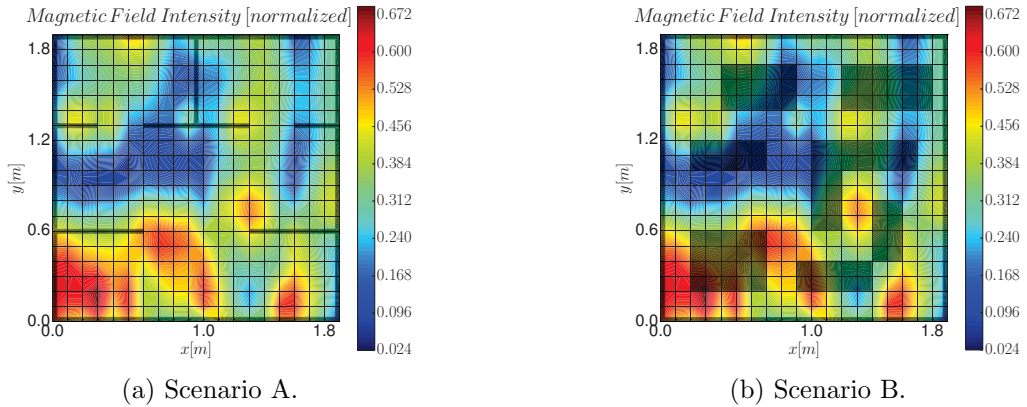 Magnetic Field Intensity [normalized]
1.8
1.2
0.6
0.0
y[m]
0.0 1.0 1.8
x[m]
0.672
0.600
0.528
0.456
0.384
0.312
0.240
0.168
0.096
0.024
(a) Scenario A.
Magnetic Field Intensity [normalized]
1.8
1.2
0.6
0.0
y[m]
0.0 1.0 1.8
x[m]
0.672
0.600
0.528
0.456
0.384
0.312
0.240
0.168
0.096
0.024
(b) Scenario B.